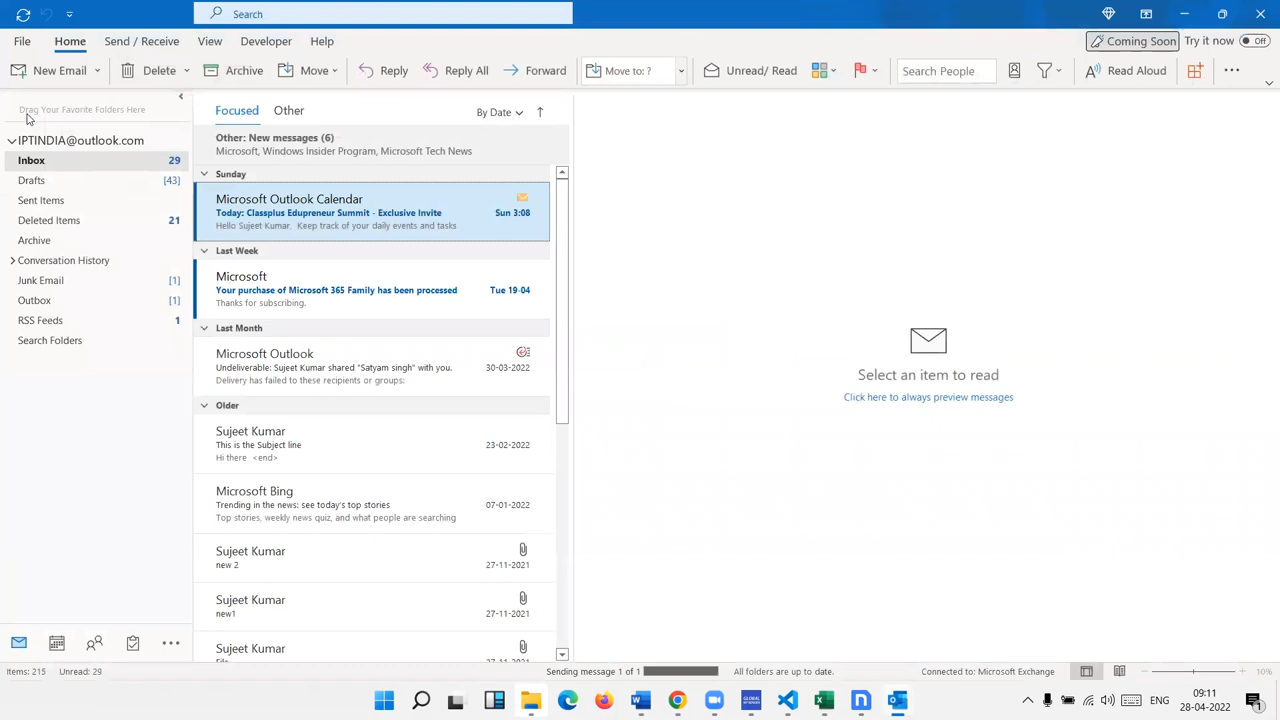 Search
File Home Send / Receive View Developer Help Coming Soon Try it now Off
New Email Delete Archive Move Reply Reply All Forward Move to: ? Unread/ Read Search People Read Aloud
Drag Your Favorite Folders Here
IPTINDIA@outlook.com
Inbox 29
Drafts [43]
Sent Items
Deleted Items 21
Archive
Conversation History
Junk Email [1]
Outbox [1]
RSS Feeds 1
Search Folders
Focused Other By Date
Other: New messages (6)
Microsoft, Windows Insider Program, Microsoft Tech News
Sunday
Microsoft Outlook Calendar
Today: Classplus Edupreneur Summit - Exclusive Invite Sun 3:08
Hello Sujeet Kumar, Keep track of your daily events and tasks
Last Week
Microsoft
Your purchase of Microsoft 365 Family has been processed Tue 19-04
Thanks for subscribing.
Last Month
Microsoft Outlook
Undeliverable: Sujeet Kumar shared "Satyam singh" with you. 30-03-2022
Delivery has failed to these recipients or groups:
Older
Sujeet Kumar
This is the Subject line 23-02-2022
Hi there <end>
Microsoft Bing
Trending in the news: see today's top stories 07-01-2022
Top stories, weekly news quiz, and what people are searching
Sujeet Kumar
new 2 27-11-2021
Sujeet Kumar
new1 27-11-2021
Sujeet Kumar
Select an item to read
Click here to always preview messages
Items: 215 Unread: 29 Sending message 1 of 1 All folders are up to date. Connected to: Microsoft Exchange 10%
ENG 09:11
28-04-2022 1